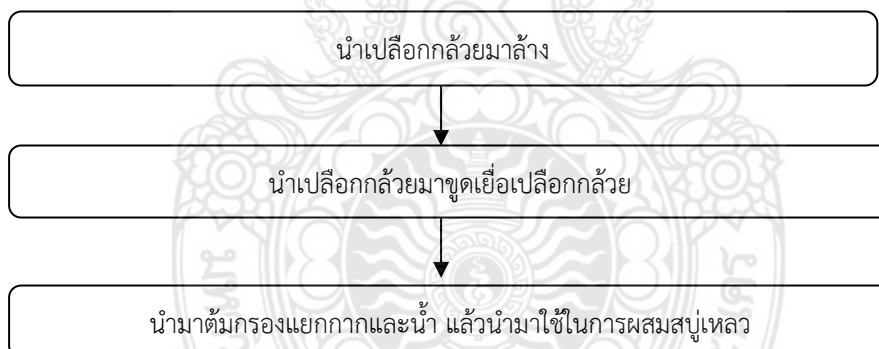 นำเปลือกกล้วยมาล้าง
นำเปลือกกล้วยมาขูดเยื่อเปลือกกล้วย
นำมาต้มกรองแยกกากและน้ำ แล้วนำมาใช้ในการผสมสบู่เหลว